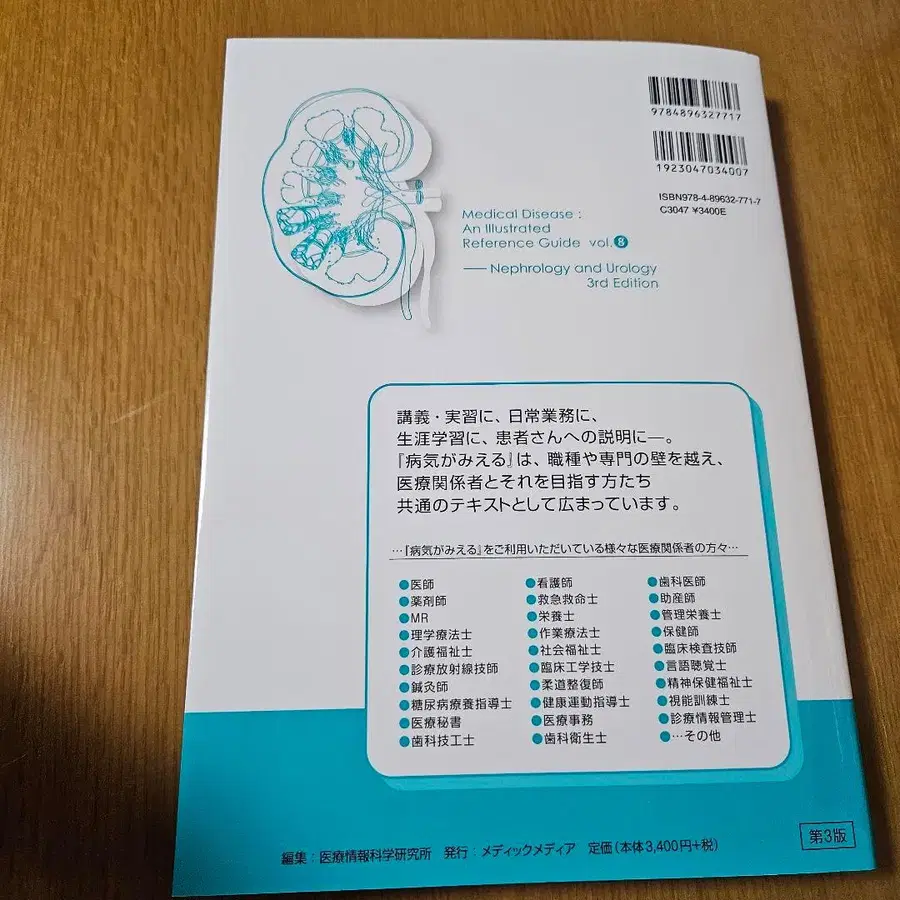 9784896327717
1923047034007
ISBN978-4-89632-771-7
C3047 ¥3400E
Medical Disease :
An Illustrated
Reference Guide vol.8
— Nephrology and Urology
3rd Edition
講義・実習に、日常業務に、
生涯学習に、患者さんへの説明に―。
『病気がみえる』は、職種や専門の壁を越え、
医療関係者とそれを目指す方たち
共通のテキストとして広まっています。
…『病気がみえる』をご利用いただいている様々な医療関係者の方々…
●医師 ●看護師 ●歯科医師
●薬剤師 ●救急救命士 ●助産師
●MR ●栄養士 ●管理栄養士
●理学療法士 ●作業療法士 ●保健師
●介護福祉士 ●社会福祉士 ●臨床検査技師
●診療放射線技師 ●臨床工学技士 ●言語聴覚士
●鍼灸師 ●柔道整復師 ●精神保健福祉士
●糖尿病療養指導士 ●健康運動指導士 ●視能訓練士
●医療秘書 ●医療事務 ●診療情報管理士
●歯科技工士 ●歯科衛生士 ●…その他
第3版
編集：医療情報科学研究所 発行：メディックメディア 定価（本体3,400円+税）